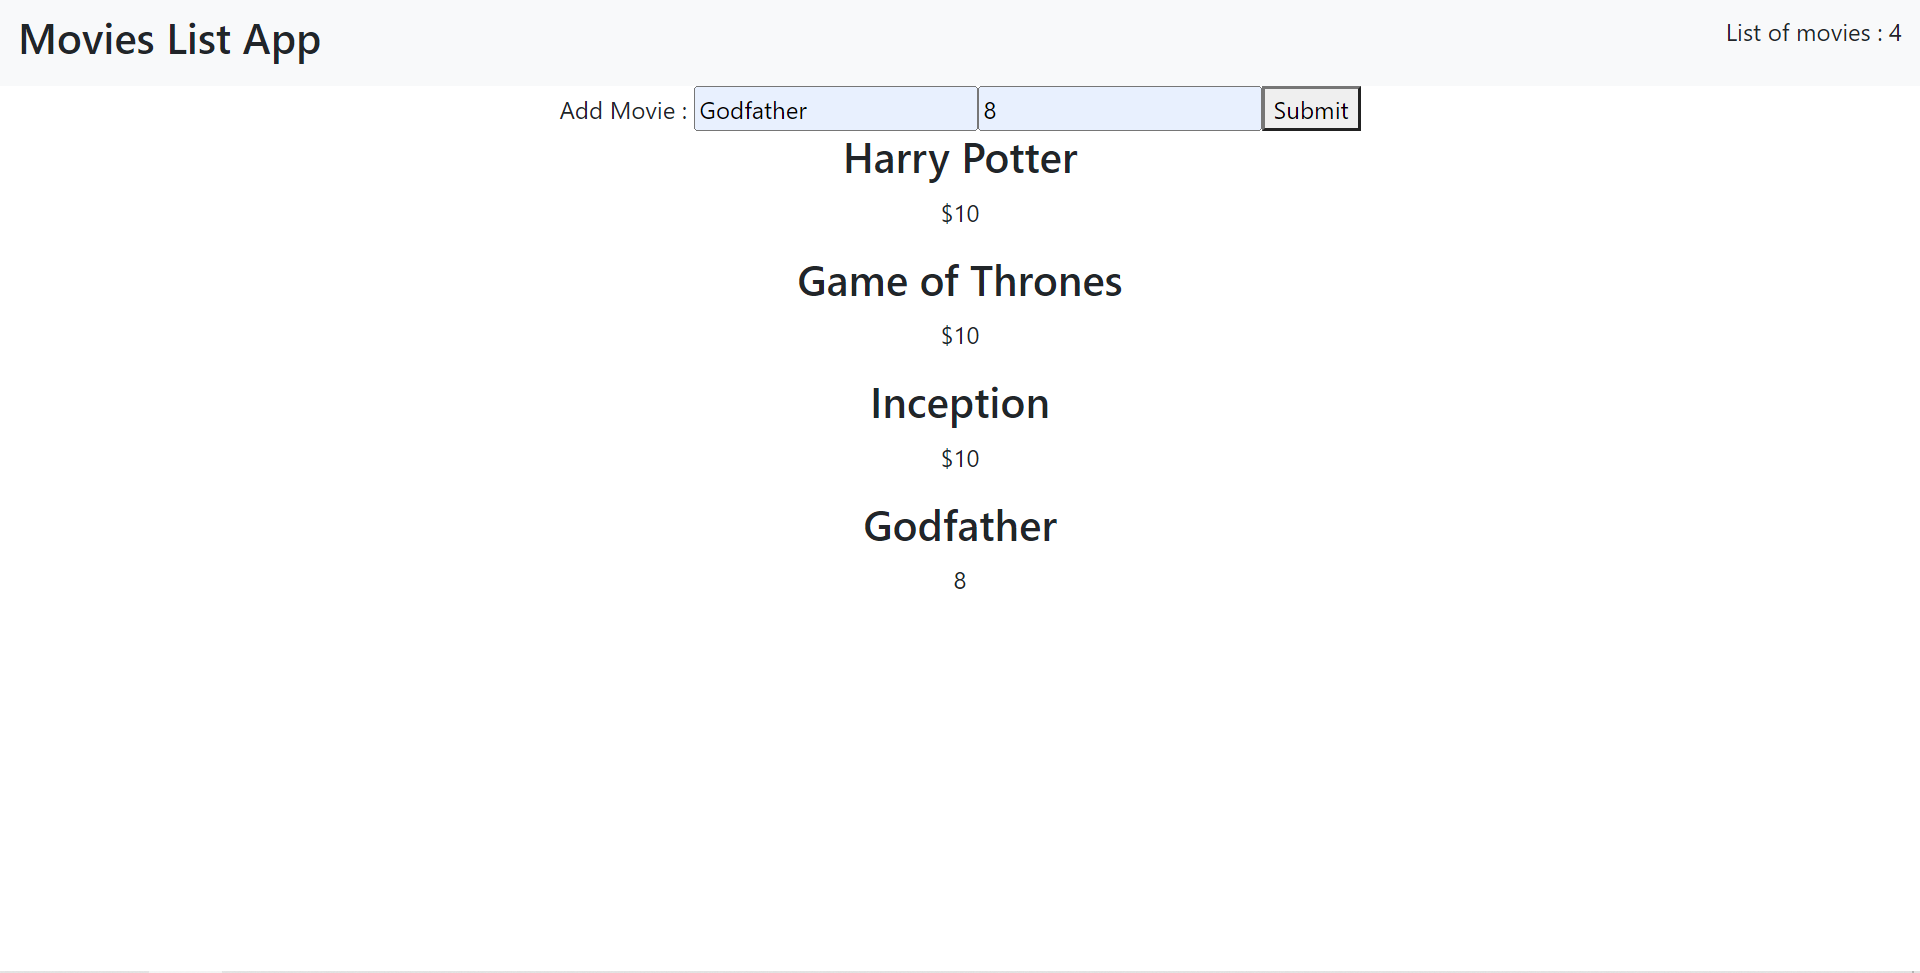 Movies List App
List of movies : 4
Add Movie : Godfather 8 Submit
Harry Potter
$10
Game of Thrones
$10
Inception
$10
Godfather
8